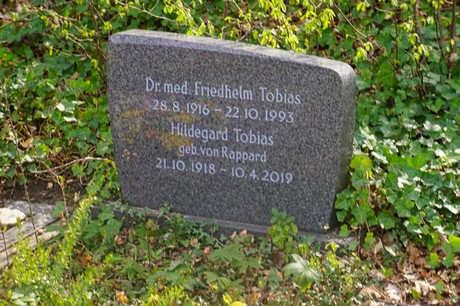 Dr. med. Friedhelm Tobias
28.8.1916 – 22.10.1993
Hildegard Tobias
geb. von Rappard
21.10.1918 – 10.4.2019